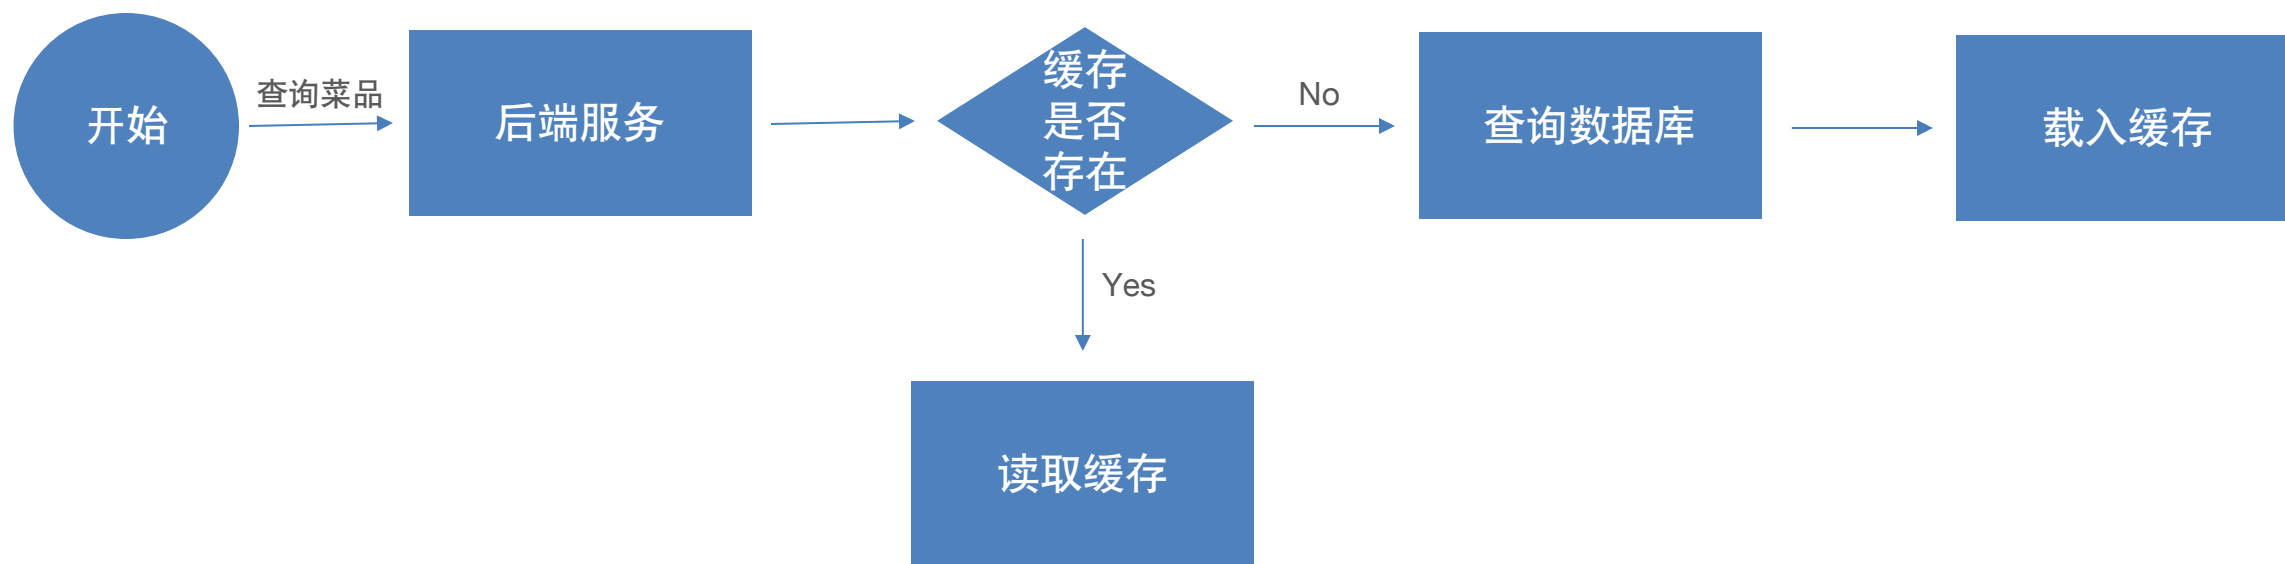 开始
查询菜品
后端服务
缓存
是否
存在
No
查询数据库
载入缓存
Yes
读取缓存